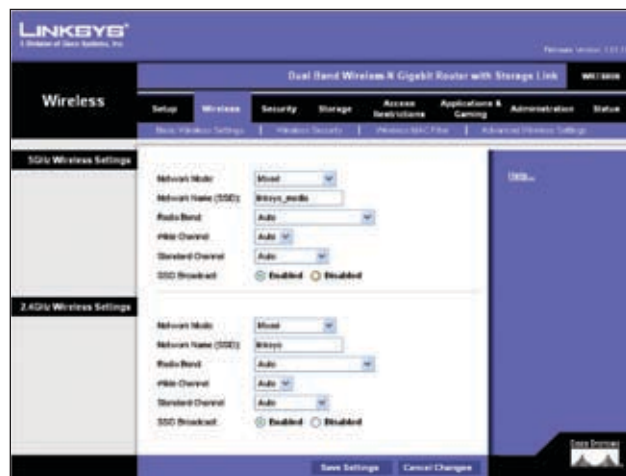 LINKSYS®
A Division of Cisco Systems, Inc.
Firmware Version:
Dual Band Wireless-N Gigabit Router with Storage Link
Wireless
Setup Wireless Security Storage Access Restrictions Applications & Gaming Administration Status
Basic Wireless Settings | Wireless Security | Wireless MAC Filter | Advanced Wireless Settings
5GHz Wireless Settings
Help...
Network Mode: Mixed
Network Name (SSID): linksys_media
Radio Band: Auto
Wide Channel: Auto
Standard Channel: Auto
SSID Broadcast: Enabled Disabled
2.4GHz Wireless Settings
Network Mode: Mixed
Network Name (SSID): linksys
Radio Band: Auto
Wide Channel: Auto
Standard Channel: Auto
SSID Broadcast: Enabled Disabled
Save Settings Cancel Changes
Cisco Systems